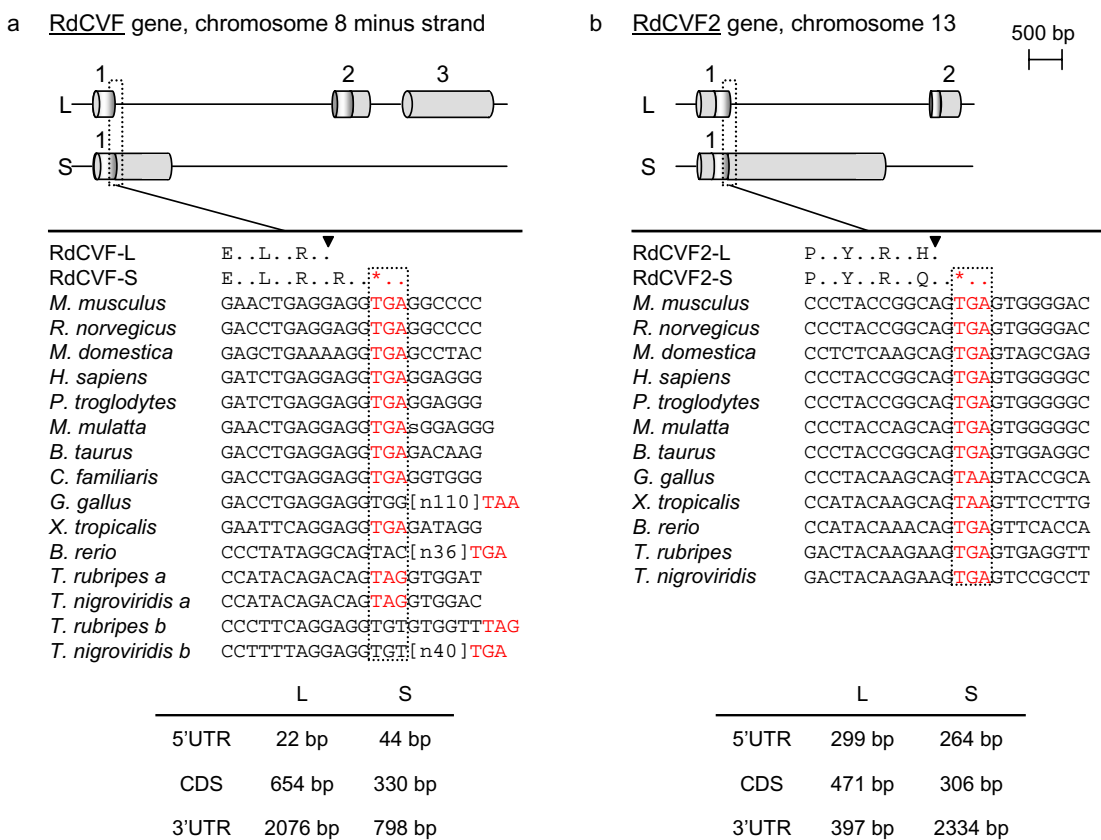 a RdCVF gene, chromosome 8 minus strand
1 2 3
L
1
S
RdCVF-L E..L..R..
RdCVF-S E..L..R..R..*..
M. musculus GAACTGAGGAGGTGAGGCCCC
R. norvegicus GACCTGAGGAGGTGAGGCCCC
M. domestica GAGCTGAAAAGGTGAGCCTAC
H. sapiens GATCTGAGGAGGTGAGGAGGG
P. troglodytes GATCTGAGGAGGTGAGGAGGG
M. mulatta GAACTGAGGAGGTGAsGGAGGG
B. taurus GACCTGAGGAGGTGAGACAAG
C. familiaris GACCTGAGGAGGTGAGGTGGG
G. gallus GACCTGAGGAGGTGG[n110]TAA
X. tropicalis GAATTCAGGAGGTGAGATAGG
B. rerio CCCTATAGGCAGTAC[n36]TGA
T. rubripes a CCATACAGACAGTAGGTGGAT
T. nigroviridis a CCATACAGACAGTAGGTGGAC
T. rubripes b CCCTTCAGGAGGTGTGTGGTTTAG
T. nigroviridis b CCTTTTAGGAGGTGT[n40]TGA
L S
5'UTR 22 bp 44 bp
CDS 654 bp 330 bp
3'UTR 2076 bp 798 bp
b RdCVF2 gene, chromosome 13
500 bp
1 2
L
1
S
RdCVF2-L P..Y..R..H.
RdCVF2-S P..Y..R..Q..*..
M. musculus CCCTACCGGCAGTGAGTGGGGAC
R. norvegicus CCCTACCGGCAGTGAGTGGGGAC
M. domestica CCTCTCAAGCAGTGAGTAGCGAG
H. sapiens CCCTACCGGCAGTGAGTGGGGGC
P. troglodytes CCCTACCGGCAGTGAGTGGGGGC
M. mulatta CCCTACCAGCAGTGAGTGGGGGC
B. taurus CCCTACCGGCAGTGAGTGGAGGC
G. gallus CCCTACAAGCAGTAAGTACCGCA
X. tropicalis CCATACAAGCAGTAAGTTCCTTG
B. rerio CCATACAAACAGTGAGTTCACCA
T. rubripes GACTACAAGAAGTGAGTGAGGTT
T. nigroviridis GACTACAAGAAGTGAGTCCGCCT
L S
5'UTR 299 bp 264 bp
CDS 471 bp 306 bp
3'UTR 397 bp 2334 bp